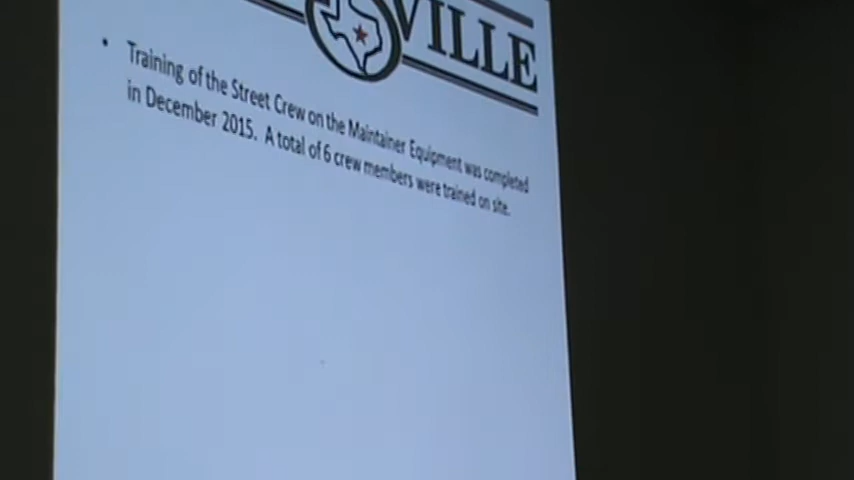 VILLE
• Training of the Street Crew on the Maintainer Equipment was completed
in December 2015.  A total of 6 crew members were trained on site.